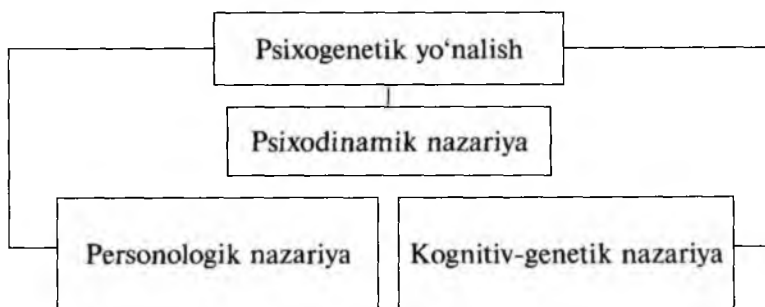 Psixogenetik yo‘nalish
Psixodinamik nazariya
Personologik nazariya
Kognitiv-genetik nazariya